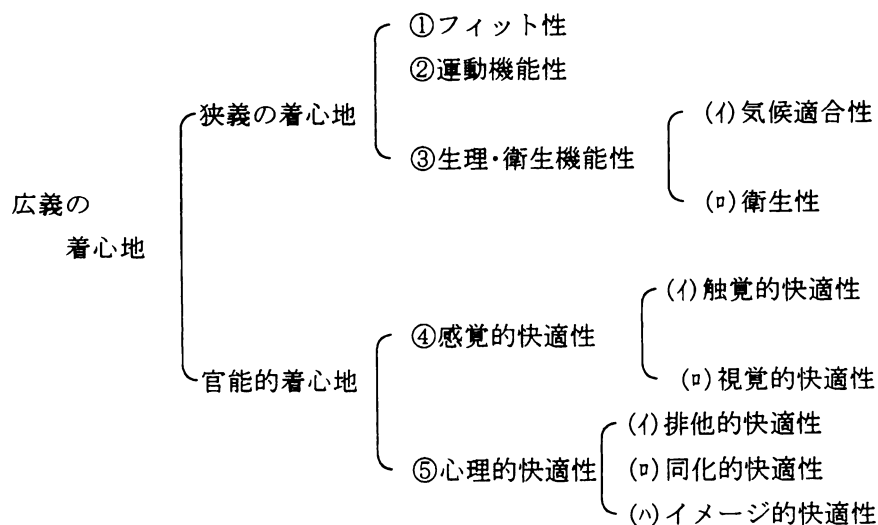 広義の
着心地
狭義の着心地
①フィット性
②運動機能性
③生理・衛生機能性
(イ)気候適合性
(ロ)衛生性
官能的着心地
④感覚的快適性
(イ)触覚的快適性
(ロ)視覚的快適性
⑤心理的快適性
(イ)排他的快適性
(ロ)同化的快適性
(ハ)イメージ的快適性